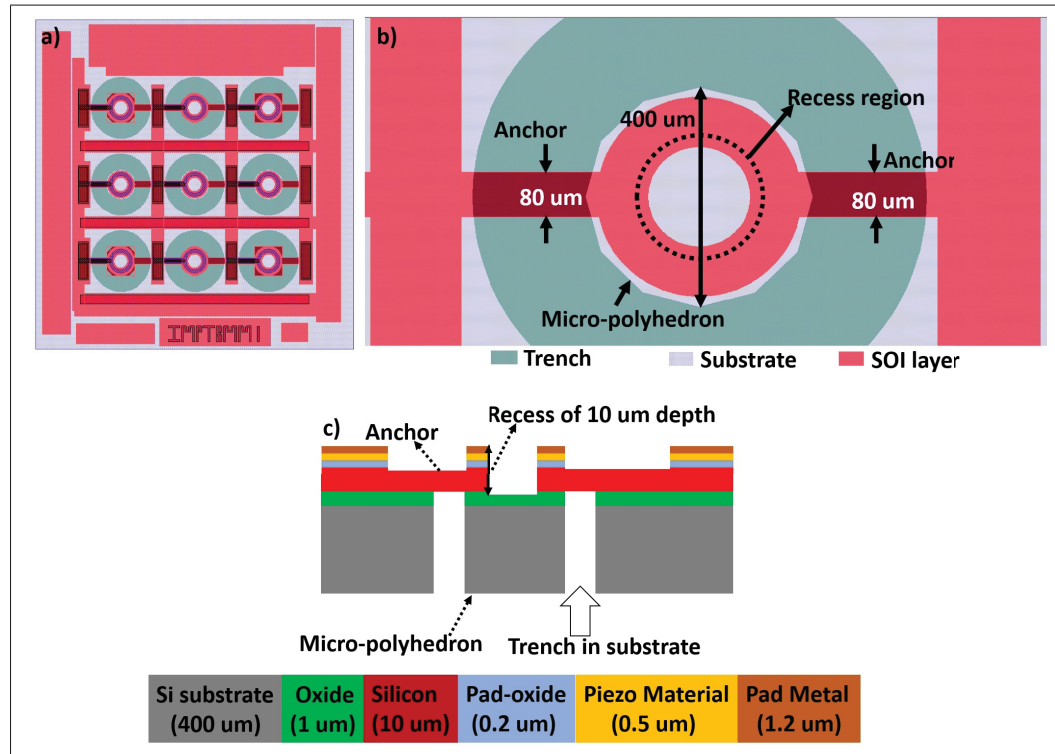 a)
IMPTBMM1
b)
400 um
Recess region
Anchor
Anchor
80 um
80 um
Micro-polyhedron
Trench
Substrate
SOI layer
c)
Recess of 10 um depth
Anchor
Micro-polyhedron
Trench in substrate
Si substrate
(400 um)
Oxide
(1 um)
Silicon
(10 um)
Pad-oxide
(0.2 um)
Piezo Material
(0.5 um)
Pad Metal
(1.2 um)